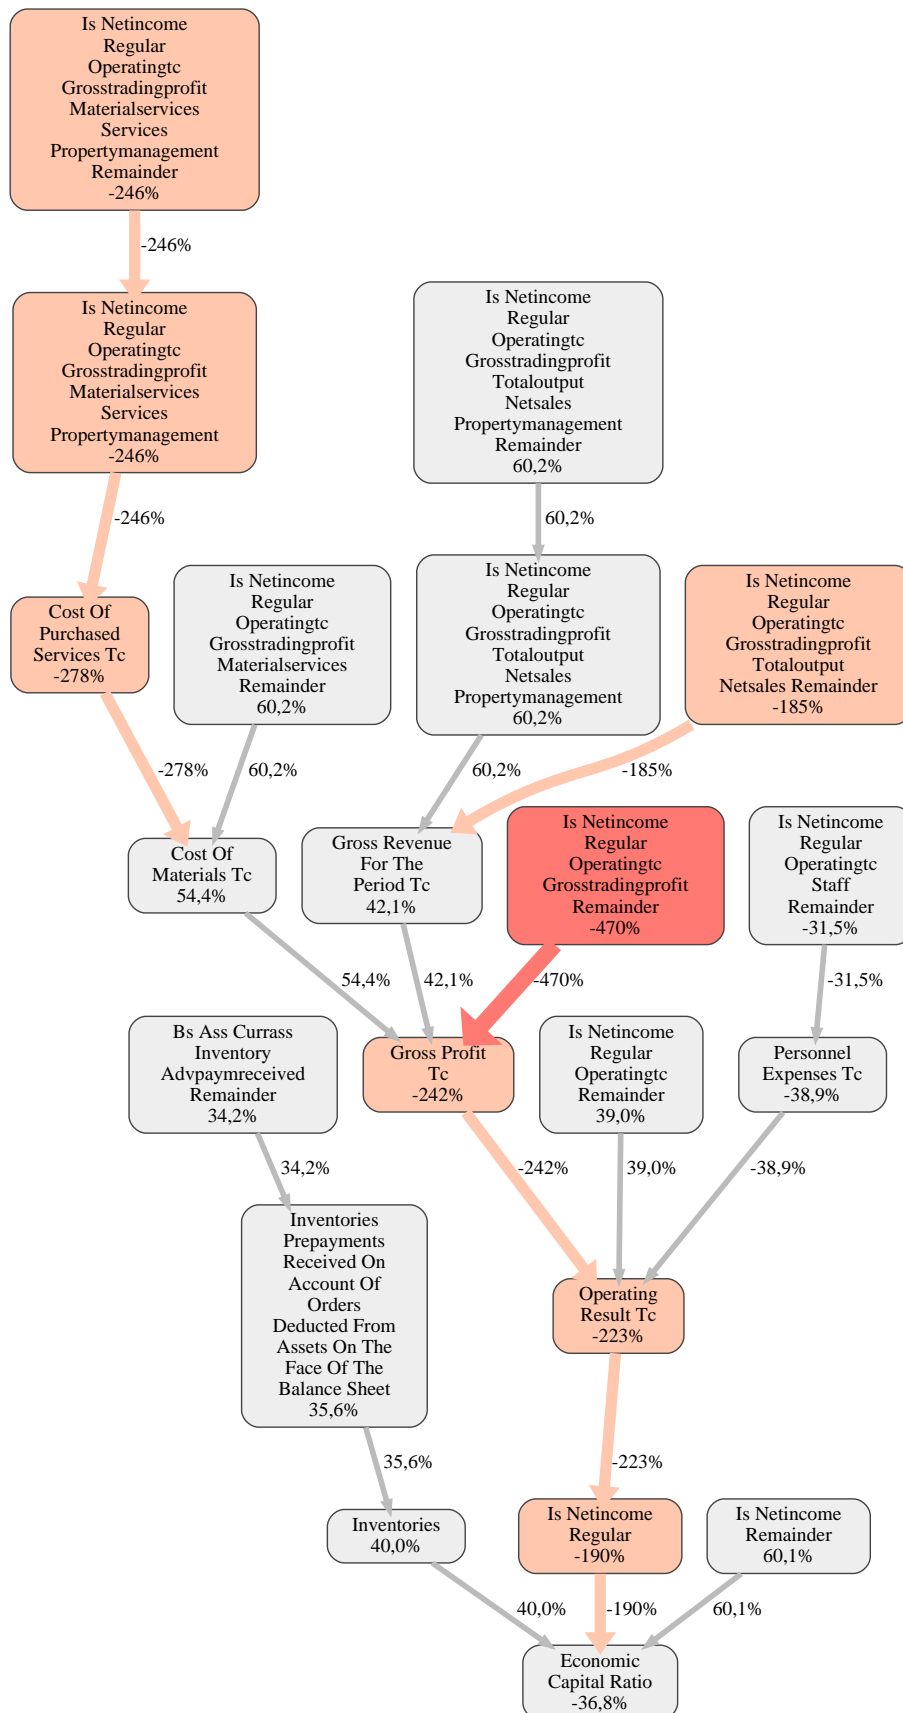 Is Netincome
Regular
Operatingtc
Grosstradingprofit
Materialservices
Services
Propertymanagement
Remainder
-246%
-246%
Is Netincome
Regular
Operatingtc
Grosstradingprofit
Materialservices
Services
Propertymanagement
-246%
Is Netincome
Regular
Operatingtc
Grosstradingprofit
Totaloutput
Netsales
Propertymanagement
Remainder
60,2%
-246%
60,2%
Cost Of
Purchased
Services Tc
-278%
Is Netincome
Regular
Operatingtc
Grosstradingprofit
Materialservices
Remainder
60,2%
Is Netincome
Regular
Operatingtc
Grosstradingprofit
Totaloutput
Netsales
Propertymanagement
60,2%
Is Netincome
Regular
Operatingtc
Grosstradingprofit
Totaloutput
Netsales Remainder
-185%
-278%
60,2%
60,2%
-185%
Cost Of
Materials Tc
54,4%
Gross Revenue
For The
Period Tc
42,1%
Is Netincome
Regular
Operatingtc
Grosstradingprofit
Remainder
-470%
Is Netincome
Regular
Operatingtc
Staff
Remainder
-31,5%
54,4%
42,1%
-470%
-31,5%
Bs Ass Currass
Inventory
Advpaymreceived
Remainder
34,2%
Gross Profit
Tc
-242%
Is Netincome
Regular
Operatingtc
Remainder
39,0%
Personnel
Expenses Tc
-38,9%
34,2%
-242%
39,0%
-38,9%
Inventories
Prepayments
Received On
Account Of
Orders
Deducted From
Assets On The
Face Of The
Balance Sheet
35,6%
Operating
Result Tc
-223%
35,6%
-223%
Inventories
40,0%
Is Netincome
Regular
-190%
Is Netincome
Remainder
60,1%
40,0%
-190%
60,1%
Economic
Capital Ratio
-36,8%